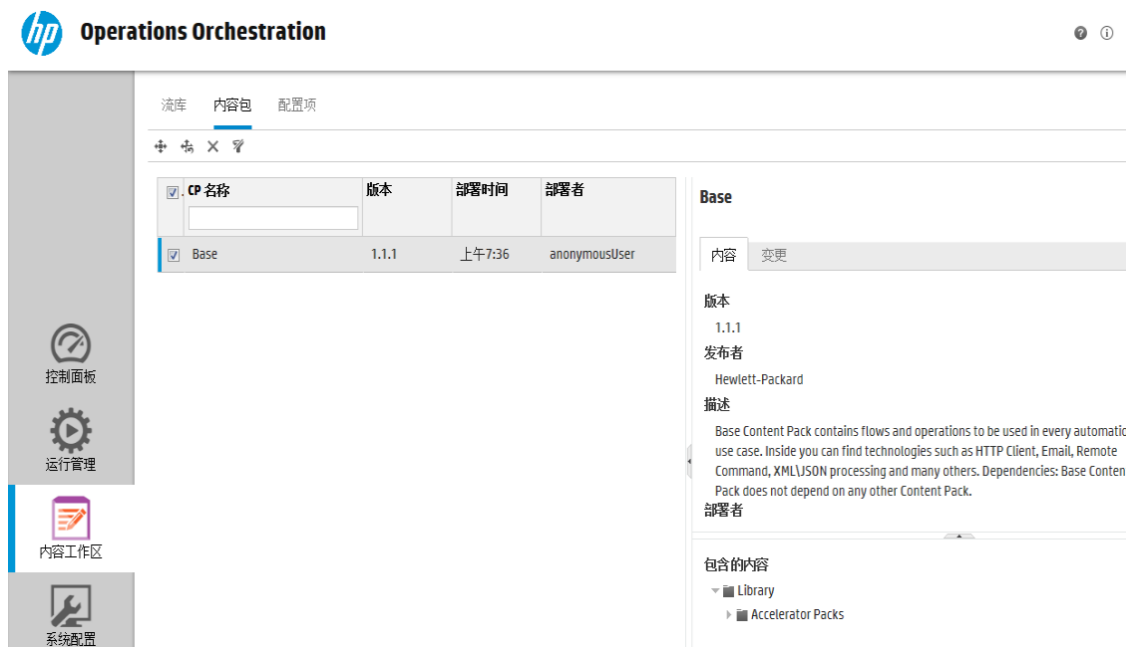 hp
Operations Orchestration
流库 内容包 配置项
CP 名称 版本 部署时间 部署者
Base 1.1.1 上午7:36 anonymousUser
控制面板
运行管理
内容工作区
系统配置
Base
内容 变更
版本
1.1.1
发布者
Hewlett-Packard
描述
Base Content Pack contains flows and operations to be used in every automatic
use case. Inside you can find technologies such as HTTP Client, Email, Remote
Command, XML\JSON processing and many others. Dependencies: Base Conten
Pack does not depend on any other Content Pack.
部署者
包含的内容
Library
Accelerator Packs